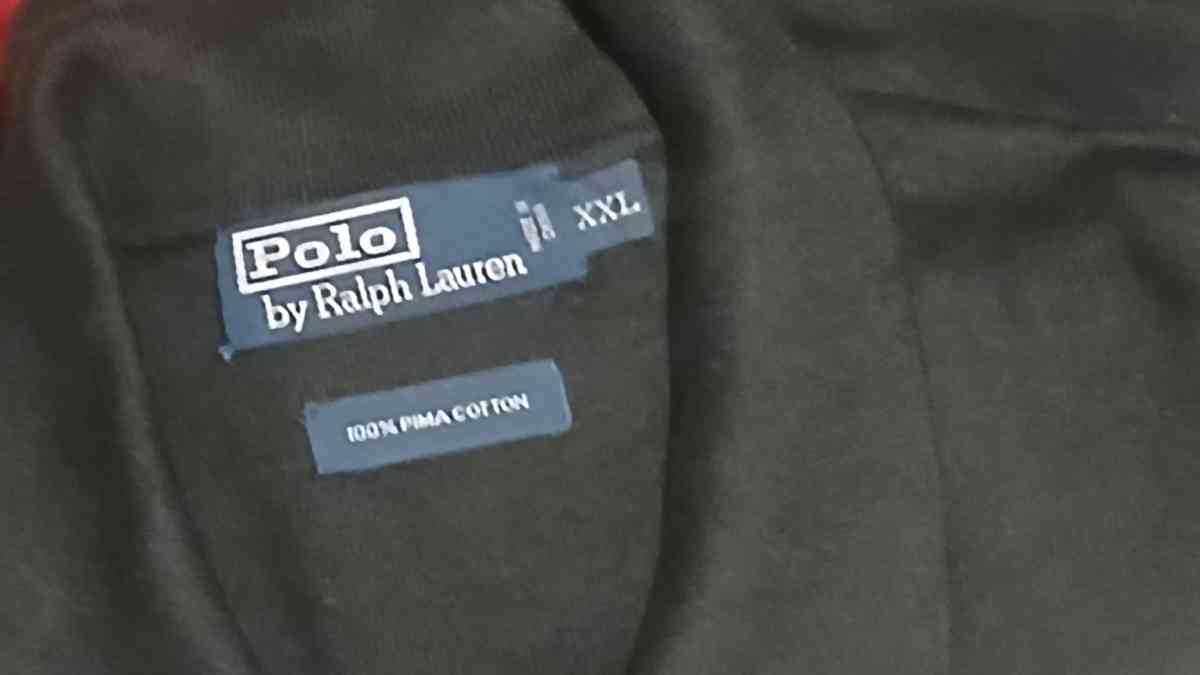 Polo
by Ralph Lauren
XXL
100% PIMA COTTON